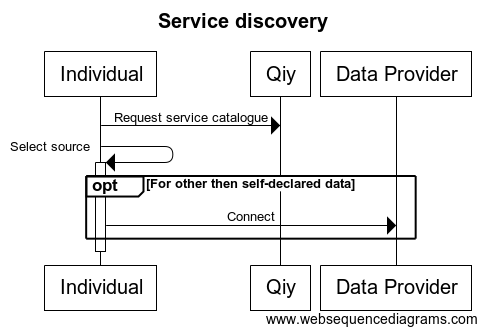 Service discovery
Individual
Qiy
Data Provider
Request service catalogue
Select source
opt
[For other then self-declared data]
Connect
Individual
Qiy
Data Provider
www.websequencediagrams.com